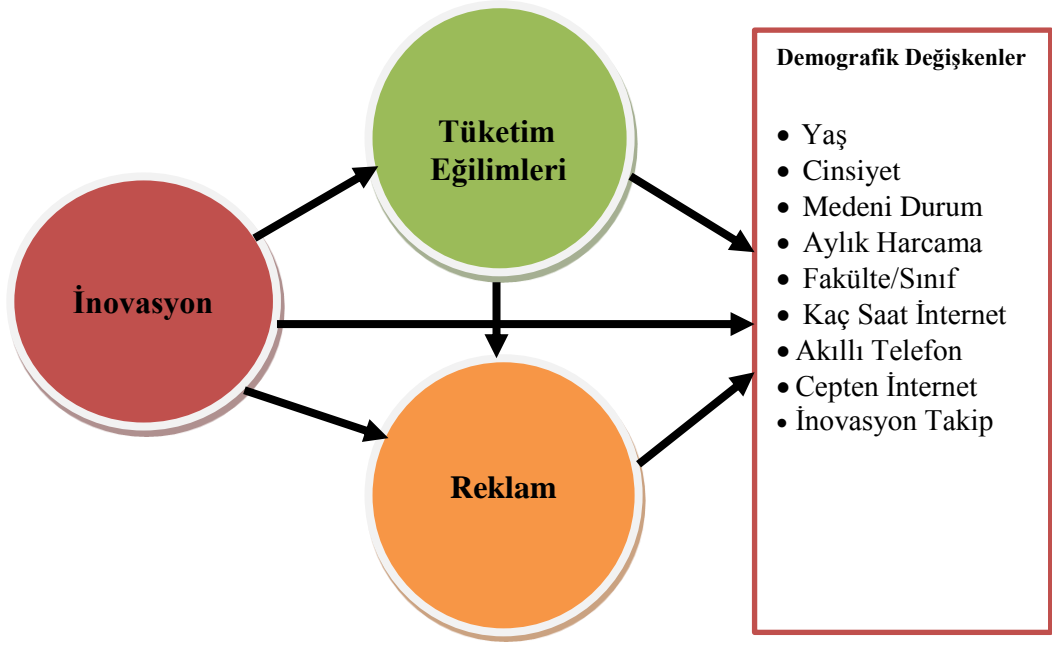 İnovasyon
Tüketim
Eğilimleri
Reklam
Demografik Değişkenler
• Yaş
• Cinsiyet
• Medeni Durum
• Aylık Harcama
• Fakülte/Sınıf
• Kaç Saat İnternet
• Akıllı Telefon
• Cepten İnternet
• İnovasyon Takip